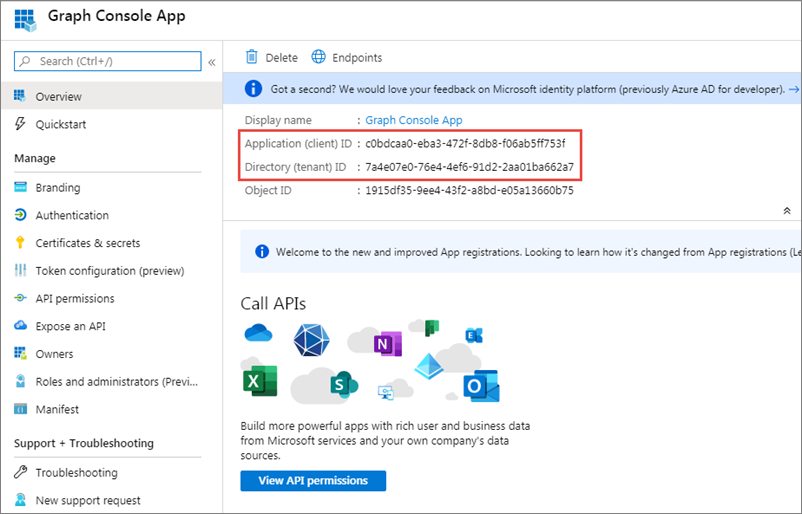 Graph Console App
Search (Ctrl+/)
«
Overview
Quickstart
Manage
Branding
Authentication
Certificates & secrets
Token configuration (preview)
API permissions
Expose an API
Owners
Roles and administrators (Previ...
Manifest
Support + Troubleshooting
Troubleshooting
New support request
Delete
Endpoints
Got a second? We would love your feedback on Microsoft identity platform (previously Azure AD for developer). →
Display name : Graph Console App
Application (client) ID : c0bdcaa0-eba3-472f-8db8-f06ab5ff753f
Directory (tenant) ID : 7a4e07e0-76e4-4ef6-91d2-2aa01ba662a7
Object ID : 1915df35-9ee4-43f2-a8bd-e05a13660b75
Welcome to the new and improved App registrations. Looking to learn how it's changed from App registrations (Le
Call APIs
N
X
S
E
O
Build more powerful apps with rich user and business data
from Microsoft services and your own company's data
sources.
View API permissions